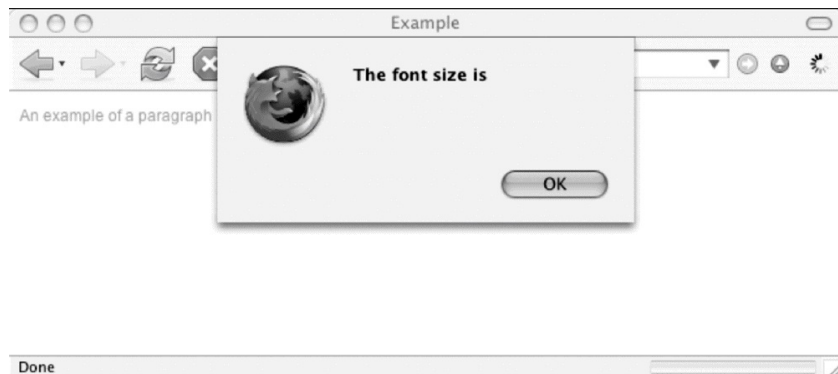 Example
The font size is
An example of a paragraph
OK
Done